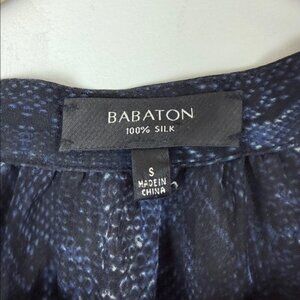 BABATON
100% SILK
S
MADE IN
CHINA